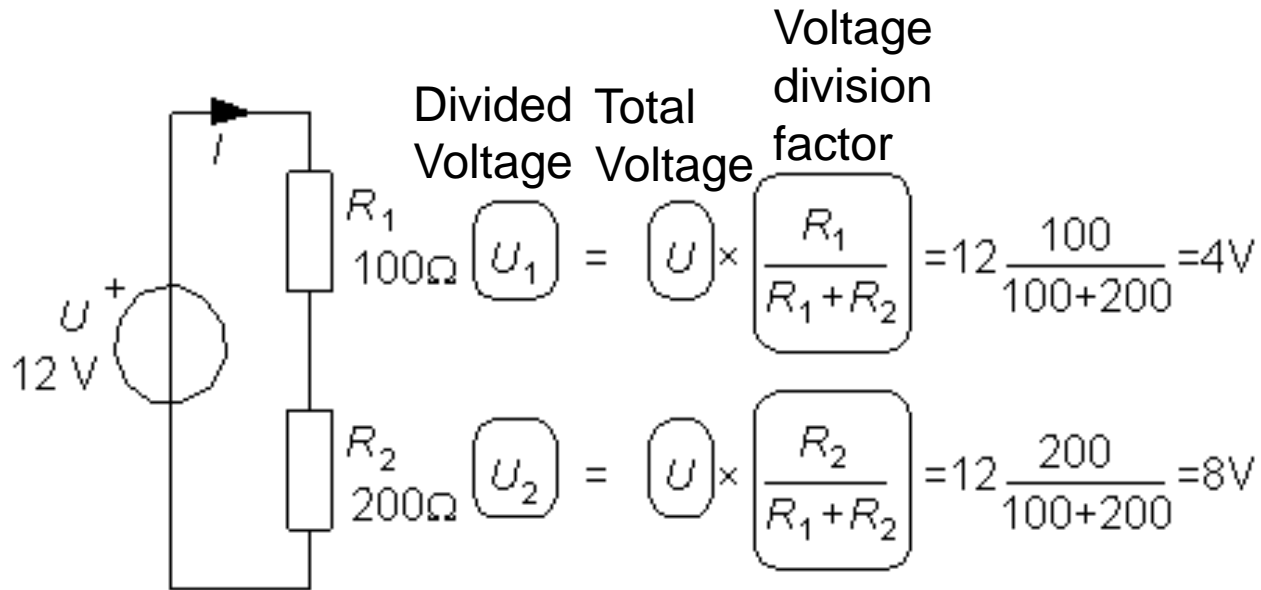 Voltage
division
factor
Divided Total
Voltage Voltage
I
R₁
100Ω U₁ = U × R₁ / R₁+R₂ =12 100 / 100+200 =4V
U +
12 V
R₂
200Ω U₂ = U × R₂ / R₁+R₂ =12 200 / 100+200 =8V